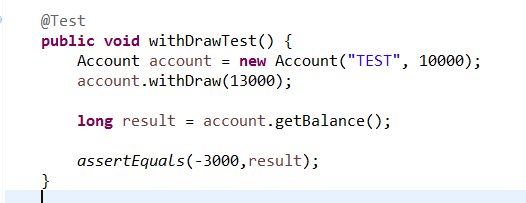 @Test
public void withDrawTest() {
    Account account = new Account("TEST", 10000);
    account.withDraw(13000);
    long result = account.getBalance();
    assertEquals(-3000,result);
}